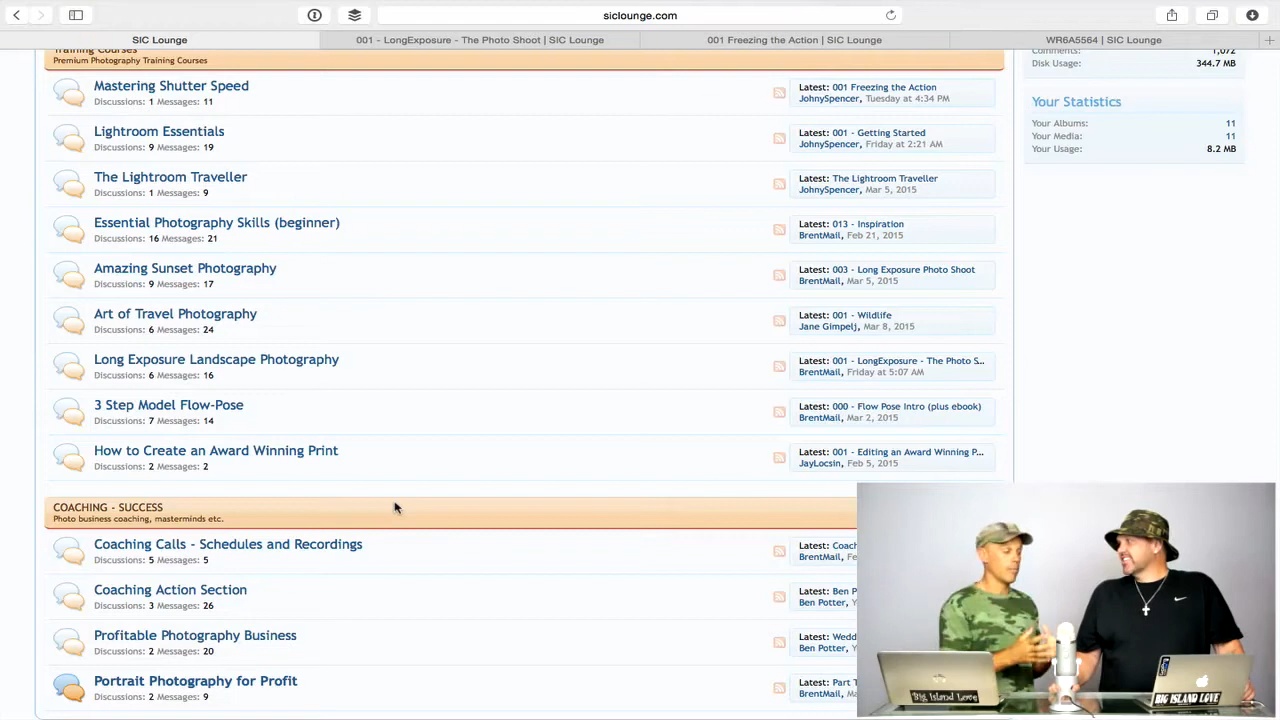 siclounge.com
SIC Lounge
001 - LongExposure - The Photo Shoot | SIC Lounge
001 Freezing the Action | SIC Lounge
WR6A5564 | SIC Lounge
Training Courses
Premium Photography Training Courses
Mastering Shutter Speed
Discussions: 1 Messages: 11
Latest: 001 Freezing the Action
JohnySpencer, Tuesday at 4:34 PM
Lightroom Essentials
Discussions: 9 Messages: 19
Latest: 001 - Getting Started
JohnySpencer, Friday at 2:21 AM
The Lightroom Traveller
Discussions: 1 Messages: 9
Latest: The Lightroom Traveller
JohnySpencer, Mar 5, 2015
Essential Photography Skills (beginner)
Discussions: 16 Messages: 21
Latest: 013 - Inspiration
BrentMail, Feb 21, 2015
Amazing Sunset Photography
Discussions: 9 Messages: 17
Latest: 003 - Long Exposure Photo Shoot
BrentMail, Mar 5, 2015
Art of Travel Photography
Discussions: 6 Messages: 24
Latest: 001 - Wildlife
Jane Gimpelj, Mar 8, 2015
Long Exposure Landscape Photography
Discussions: 6 Messages: 16
Latest: 001 - LongExposure - The Photo S...
BrentMail, Friday at 5:07 AM
3 Step Model Flow-Pose
Discussions: 7 Messages: 14
Latest: 000 - Flow Pose Intro (plus ebook)
BrentMail, Mar 2, 2015
How to Create an Award Winning Print
Discussions: 2 Messages: 2
Latest: 001 - Editing an Award Winning P...
JayLocsin, Feb 5, 2015
COACHING - SUCCESS
Photo business coaching, masterminds etc.
Coaching Calls - Schedules and Recordings
Discussions: 5 Messages: 5
Latest: Coach
BrentMail, Fe
Coaching Action Section
Discussions: 3 Messages: 26
Latest: Ben P
Ben Potter, Y
Profitable Photography Business
Discussions: 2 Messages: 20
Latest: Wedd
Ben Potter, Y
Portrait Photography for Profit
Discussions: 2 Messages: 9
Latest: Part T
BrentMail, Ma
Comments: 1,072
Disk Usage: 344.7 MB
Your Statistics
Your Albums: 11
Your Media: 11
Your Usage: 8.2 MB
Big Island Love
BIG ISLAND LOVE